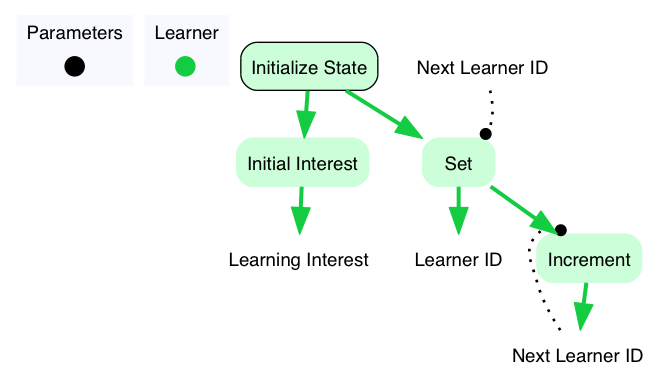 Parameters
Learner
Initialize State
Next Learner ID
Initial Interest
Set
Learning Interest
Learner ID
Increment
Next Learner ID